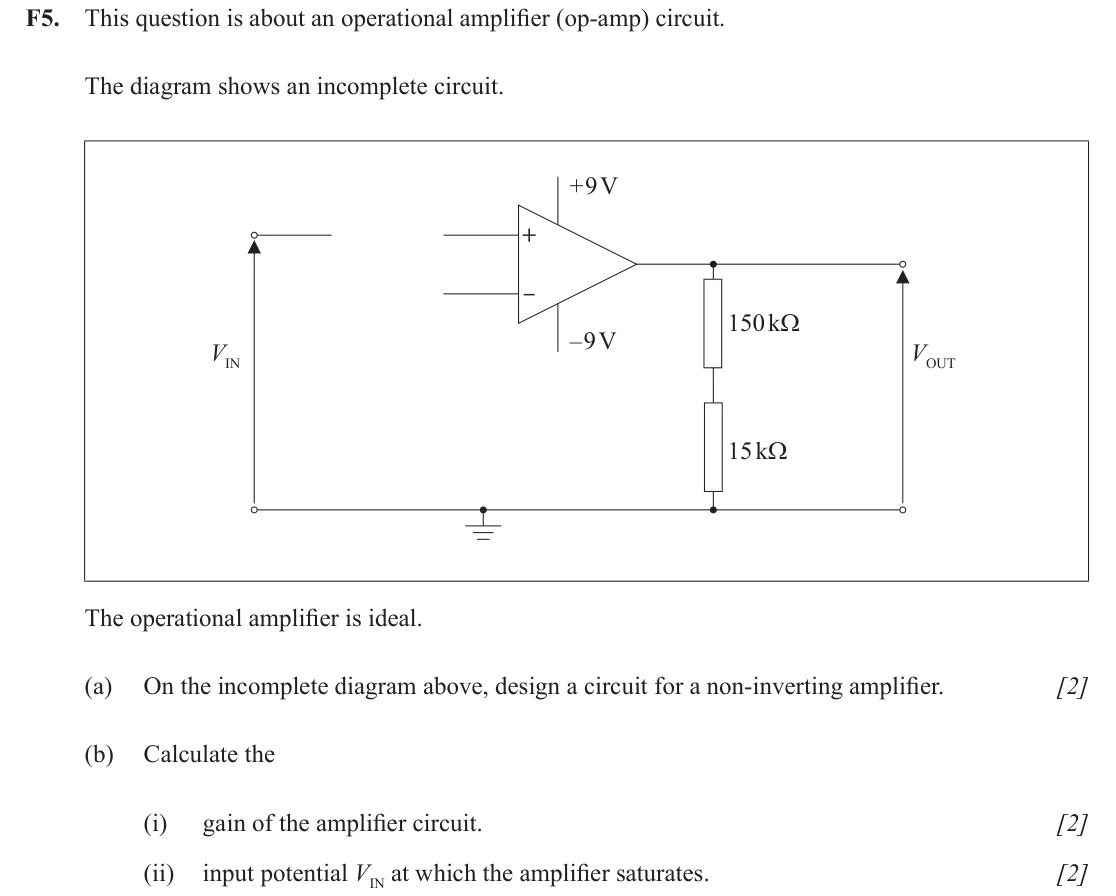 F5. This question is about an operational amplifier (op-amp) circuit.
The diagram shows an incomplete circuit.
+9V
+
–
150kΩ
–9V
V_IN
V_OUT
15kΩ
The operational amplifier is ideal.
(a) On the incomplete diagram above, design a circuit for a non-inverting amplifier. [2]
(b) Calculate the
(i) gain of the amplifier circuit. [2]
(ii) input potential V_IN at which the amplifier saturates. [2]